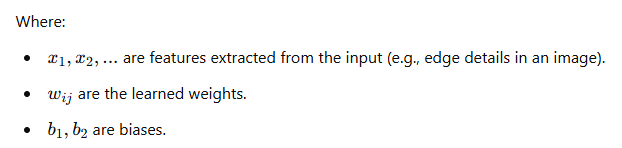 Where:
• x₁, x₂, … are features extracted from the input (e.g., edge details in an image).
• wᵢⱼ are the learned weights.
• b₁, b₂ are biases.